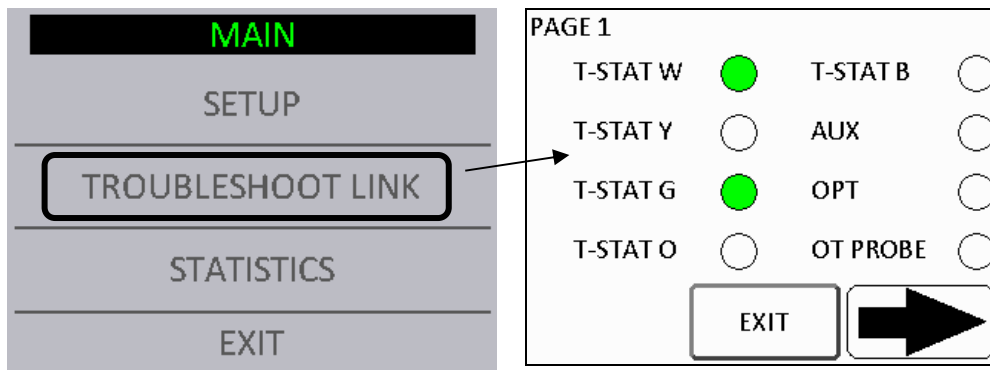 MAIN
SETUP
TROUBLESHOOT LINK
STATISTICS
EXIT
PAGE 1
T-STAT W
T-STAT B
T-STAT Y
AUX
T-STAT G
OPT
T-STAT O
OT PROBE
EXIT